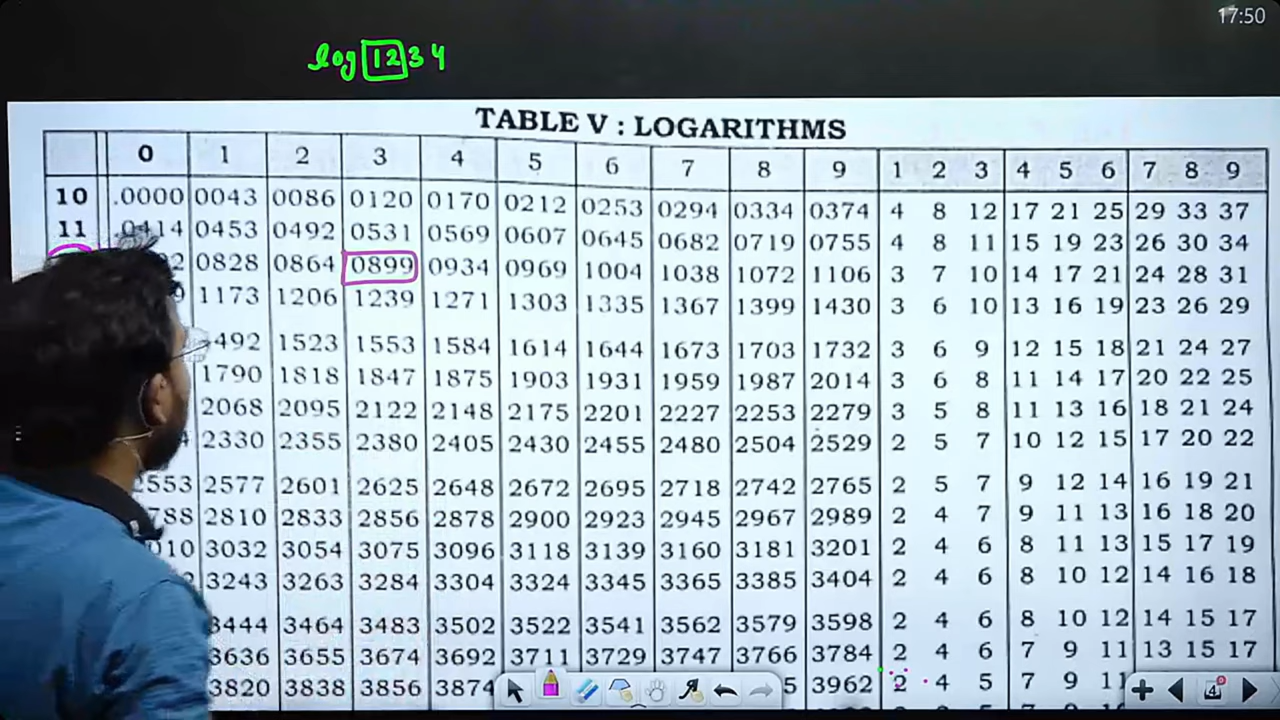 17:50
log 1234
TABLE V : LOGARITHMS
0 1 2 3 4 5 6 7 8 9 1 2 3 4 5 6 7 8 9
10 .0000 0043 0086 0120 0170 0212 0253 0294 0334 0374 4 8 12 17 21 25 29 33 37
11 .0414 0453 0492 0531 0569 0607 0645 0682 0719 0755 4 8 11 15 19 23 26 30 34
0828 0864 0899 0934 0969 1004 1038 1072 1106 3 7 10 14 17 21 24 28 31
1173 1206 1239 1271 1303 1335 1367 1399 1430 3 6 10 13 16 19 23 26 29
492 1523 1553 1584 1614 1644 1673 1703 1732 3 6 9 12 15 18 21 24 27
1790 1818 1847 1875 1903 1931 1959 1987 2014 3 6 8 11 14 17 20 22 25
2068 2095 2122 2148 2175 2201 2227 2253 2279 3 5 8 11 13 16 18 21 24
2330 2355 2380 2405 2430 2455 2480 2504 2529 2 5 7 10 12 15 17 20 22
2553 2577 2601 2625 2648 2672 2695 2718 2742 2765 2 5 7 9 12 14 16 19 21
788 2810 2833 2856 2878 2900 2923 2945 2967 2989 2 4 7 9 11 13 16 18 20
010 3032 3054 3075 3096 3118 3139 3160 3181 3201 2 4 6 8 11 13 15 17 19
3243 3263 3284 3304 3324 3345 3365 3385 3404 2 4 6 8 10 12 14 16 18
3444 3464 3483 3502 3522 3541 3562 3579 3598 2 4 6 8 10 12 14 15 17
3636 3655 3674 3692 3711 3729 3747 3766 3784 2 4 6 7 9 11 13 15 17
3820 3838 3856 3874 5 3962 2 4 5 7 9 11
4